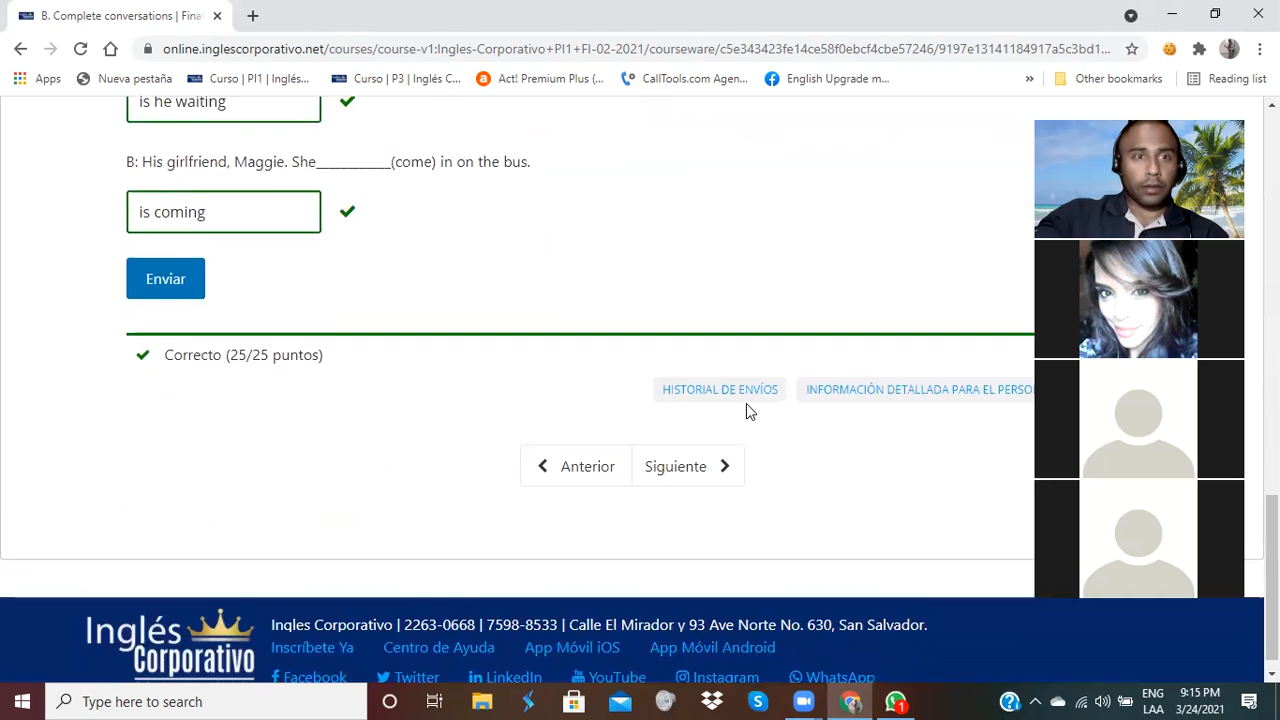 B. Complete conversations | Fina
online.inglescorporativo.net/courses/course-v1:Ingles-Corporativo+PI1+FI-02-2021/courseware/c5e343423fe14ce58f0ebcf4cbe57246/9197e13141184917a5c3bd1...
Apps Nueva pestaña Curso | PI1 | Inglés... Curso | P3 | Inglés C... Act! Premium Plus (... CallTools.com Agen... English Upgrade m... » Other bookmarks Reading list
is he waiting
B: His girlfriend, Maggie. She___________(come) in on the bus.
is coming
Enviar
Correcto (25/25 puntos)
HISTORIAL DE ENVÍOS INFORMACIÓN DETALLADA PARA EL PERSO
Anterior Siguiente
Inglés Corporativo
Ingles Corporativo | 2263-0668 | 7598-8533 | Calle El Mirador y 93 Ave Norte No. 630, San Salvador.
Inscríbete Ya Centro de Ayuda App Móvil iOS App Móvil Android
Facebook Twitter LinkedIn YouTube Instagram WhatsApp
Type here to search
1
ENG
LAA
9:15 PM
3/24/2021